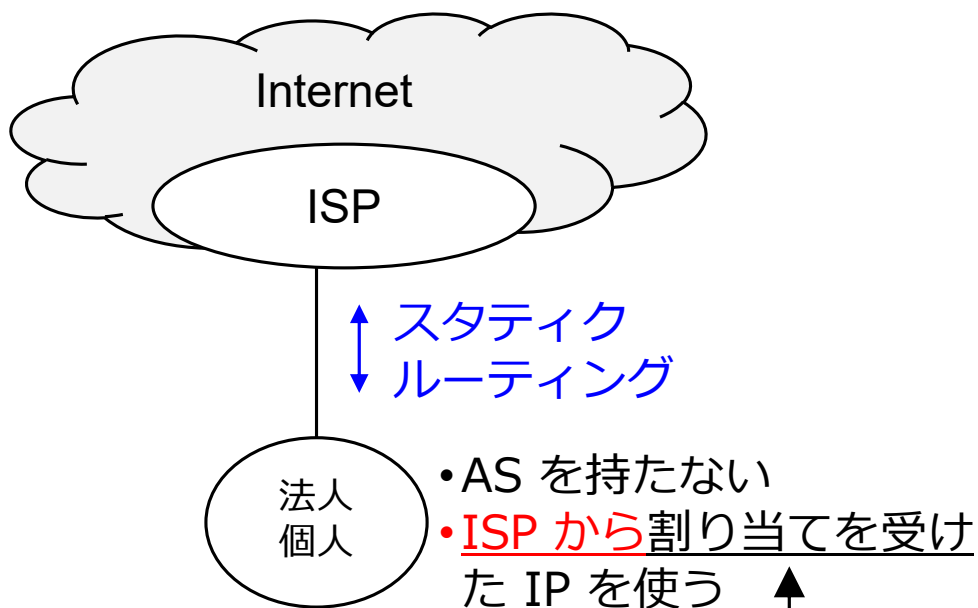 Internet
ISP
スタティク
ルーティング
法人
個人
•AS を持たない
•ISP から割り当てを受け
た IP を使う